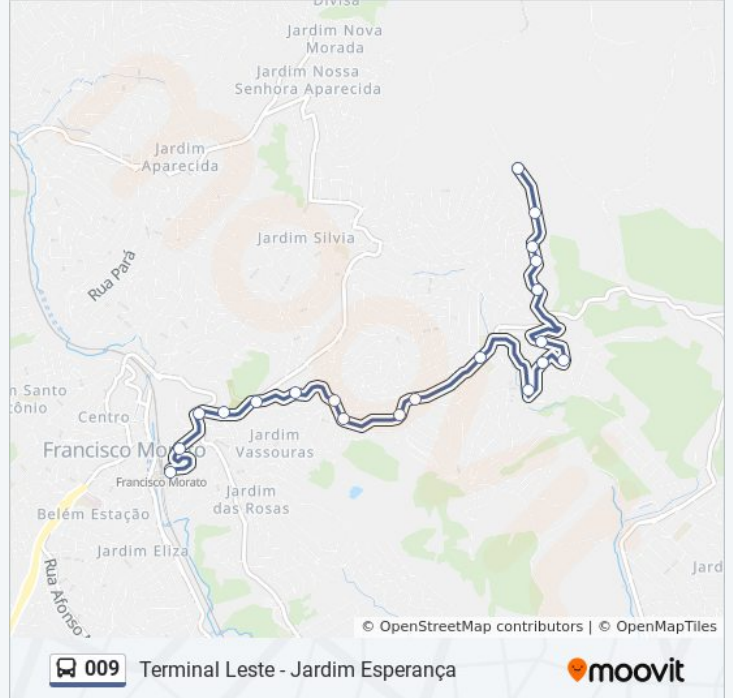 Divisa
Jardim Nova
Morada
Jardim Nossa
Senhora Aparecida
Jardim
Aparecida
Jardim Silvia
Rua Pará
m Santo
tônio
Centro
Francisco Morato
Francisco Morato
Jardim
Vassouras
Jardim
das Rosas
Belém Estação
Jardim Eliza
Rua Afonso
Jard
© OpenStreetMap contributors | © OpenMapTiles
009 Terminal Leste - Jardim Esperança
moovit